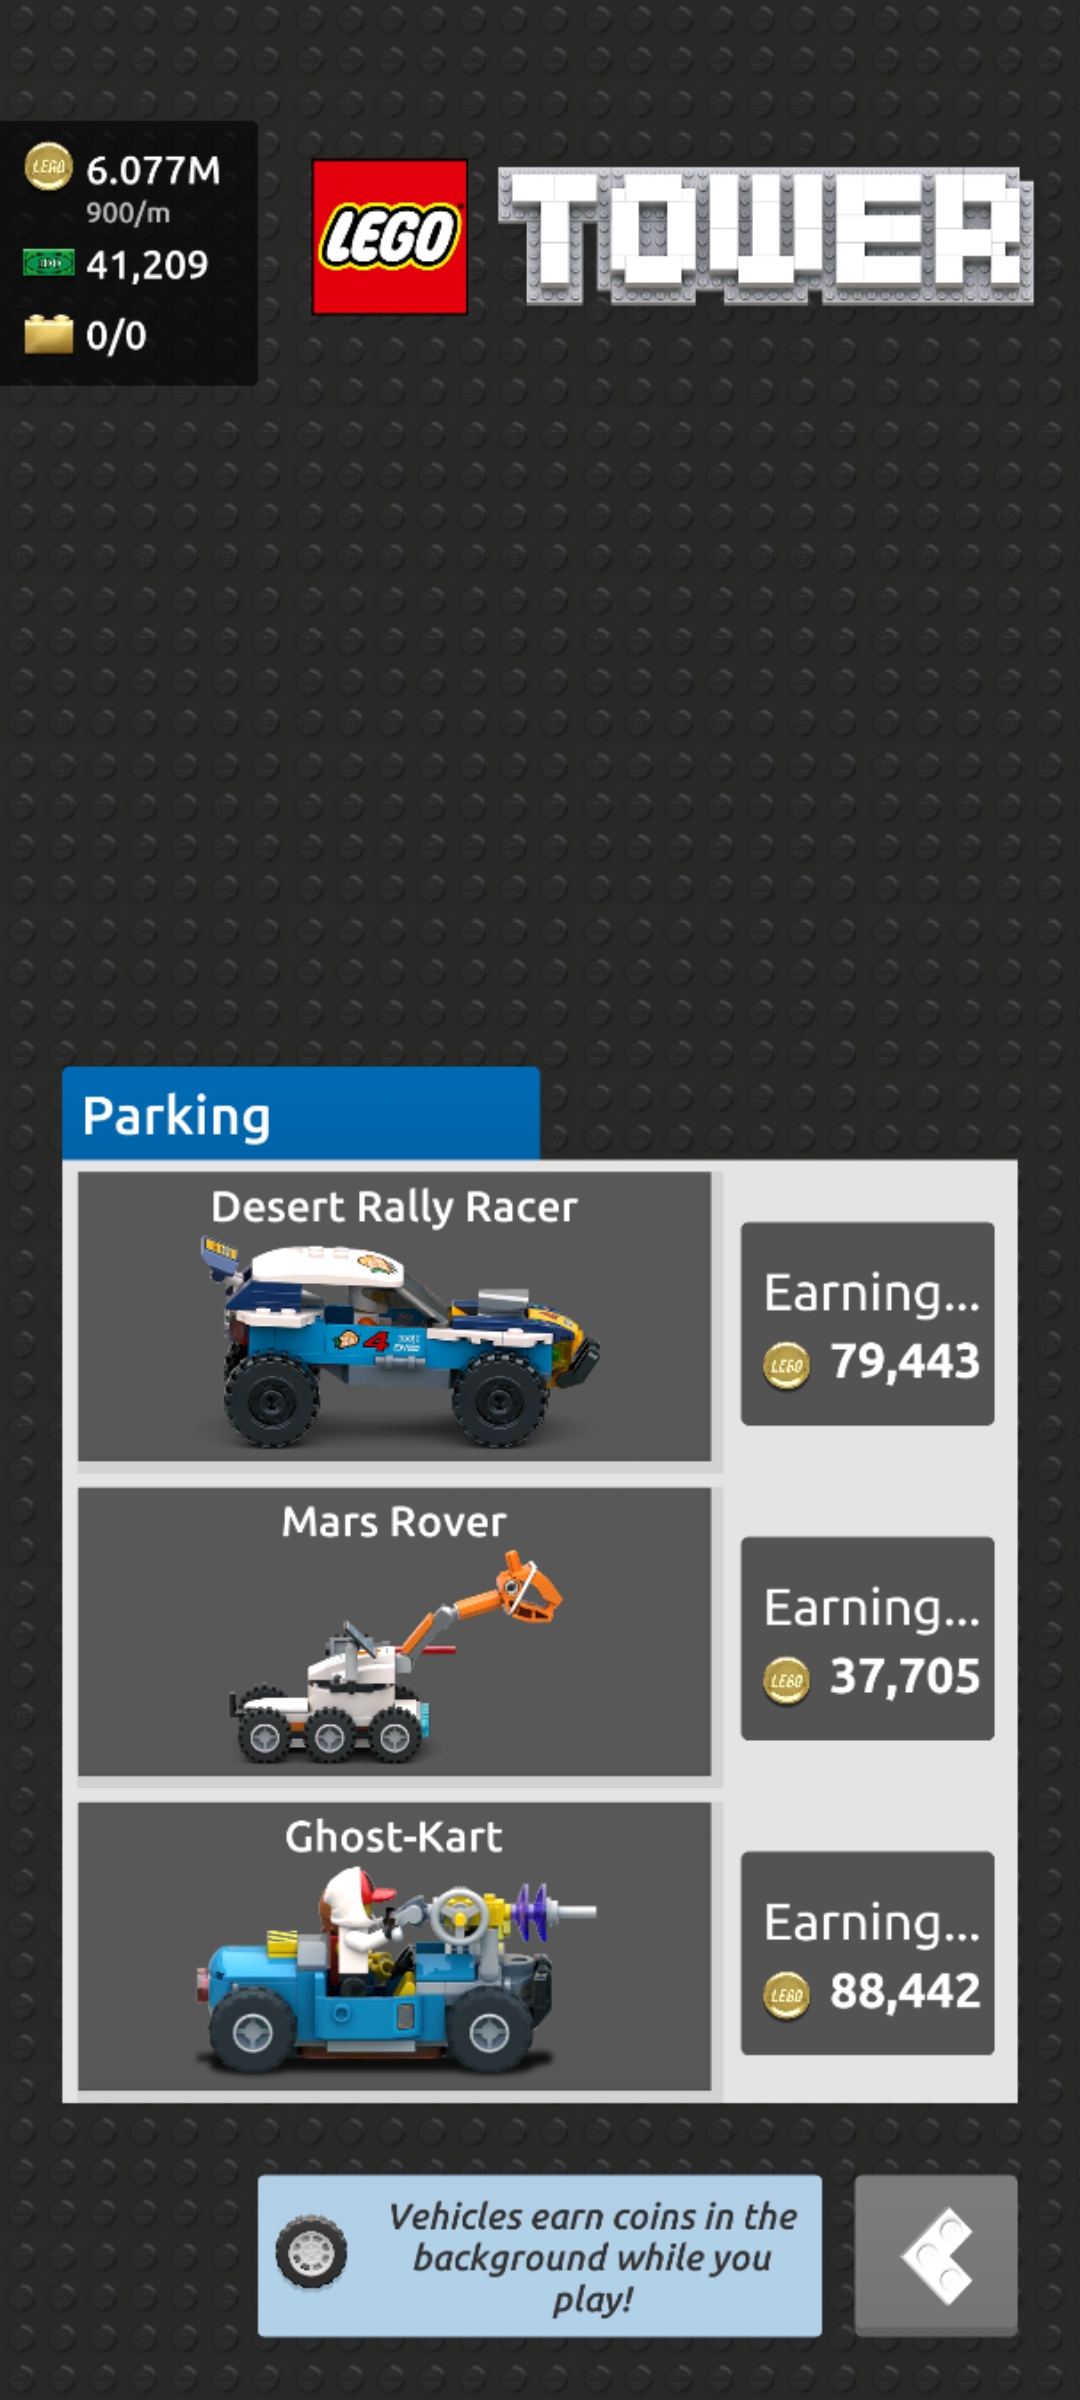 6.077M
900/m
41,209
0/0
LEGO TOWER
Parking
Desert Rally Racer
Earning...
79,443
Mars Rover
Earning...
37,705
Ghost-Kart
Earning...
88,442
Vehicles earn coins in the
background while you
play!